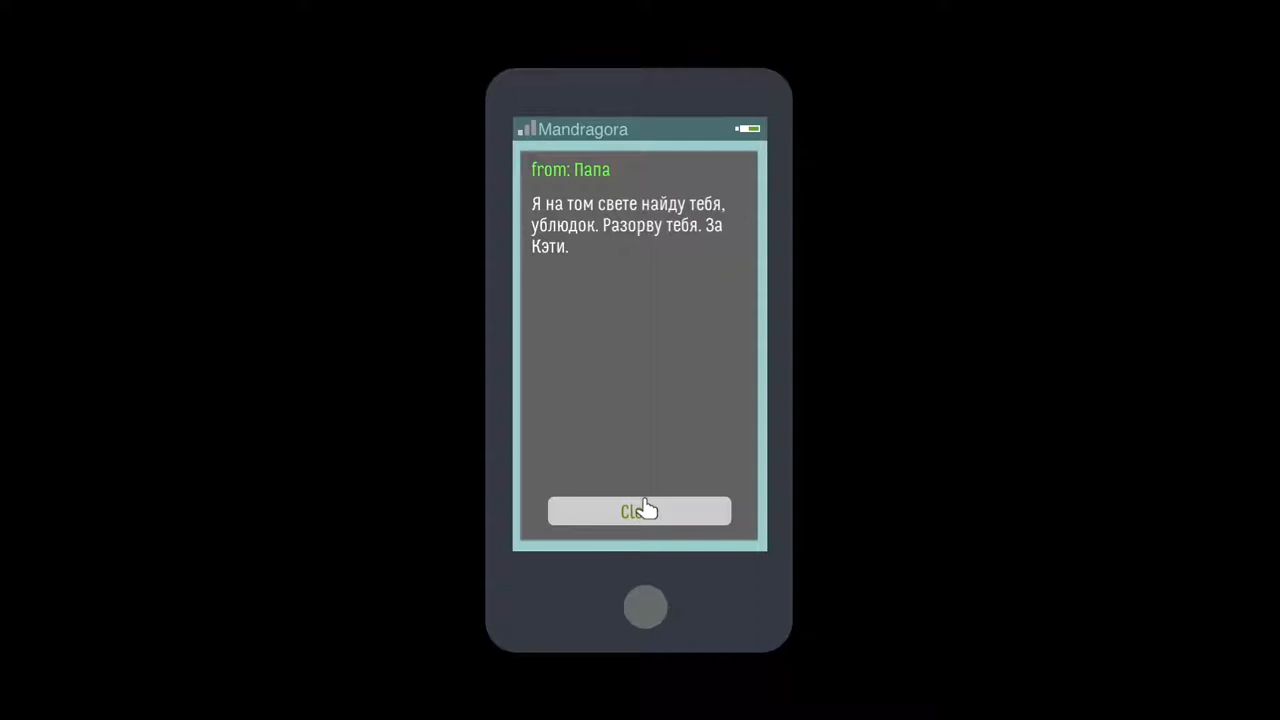 Mandragora
from: Папа
Я на том свете найду тебя,
ублюдок. Разорву тебя. За
Кэти.